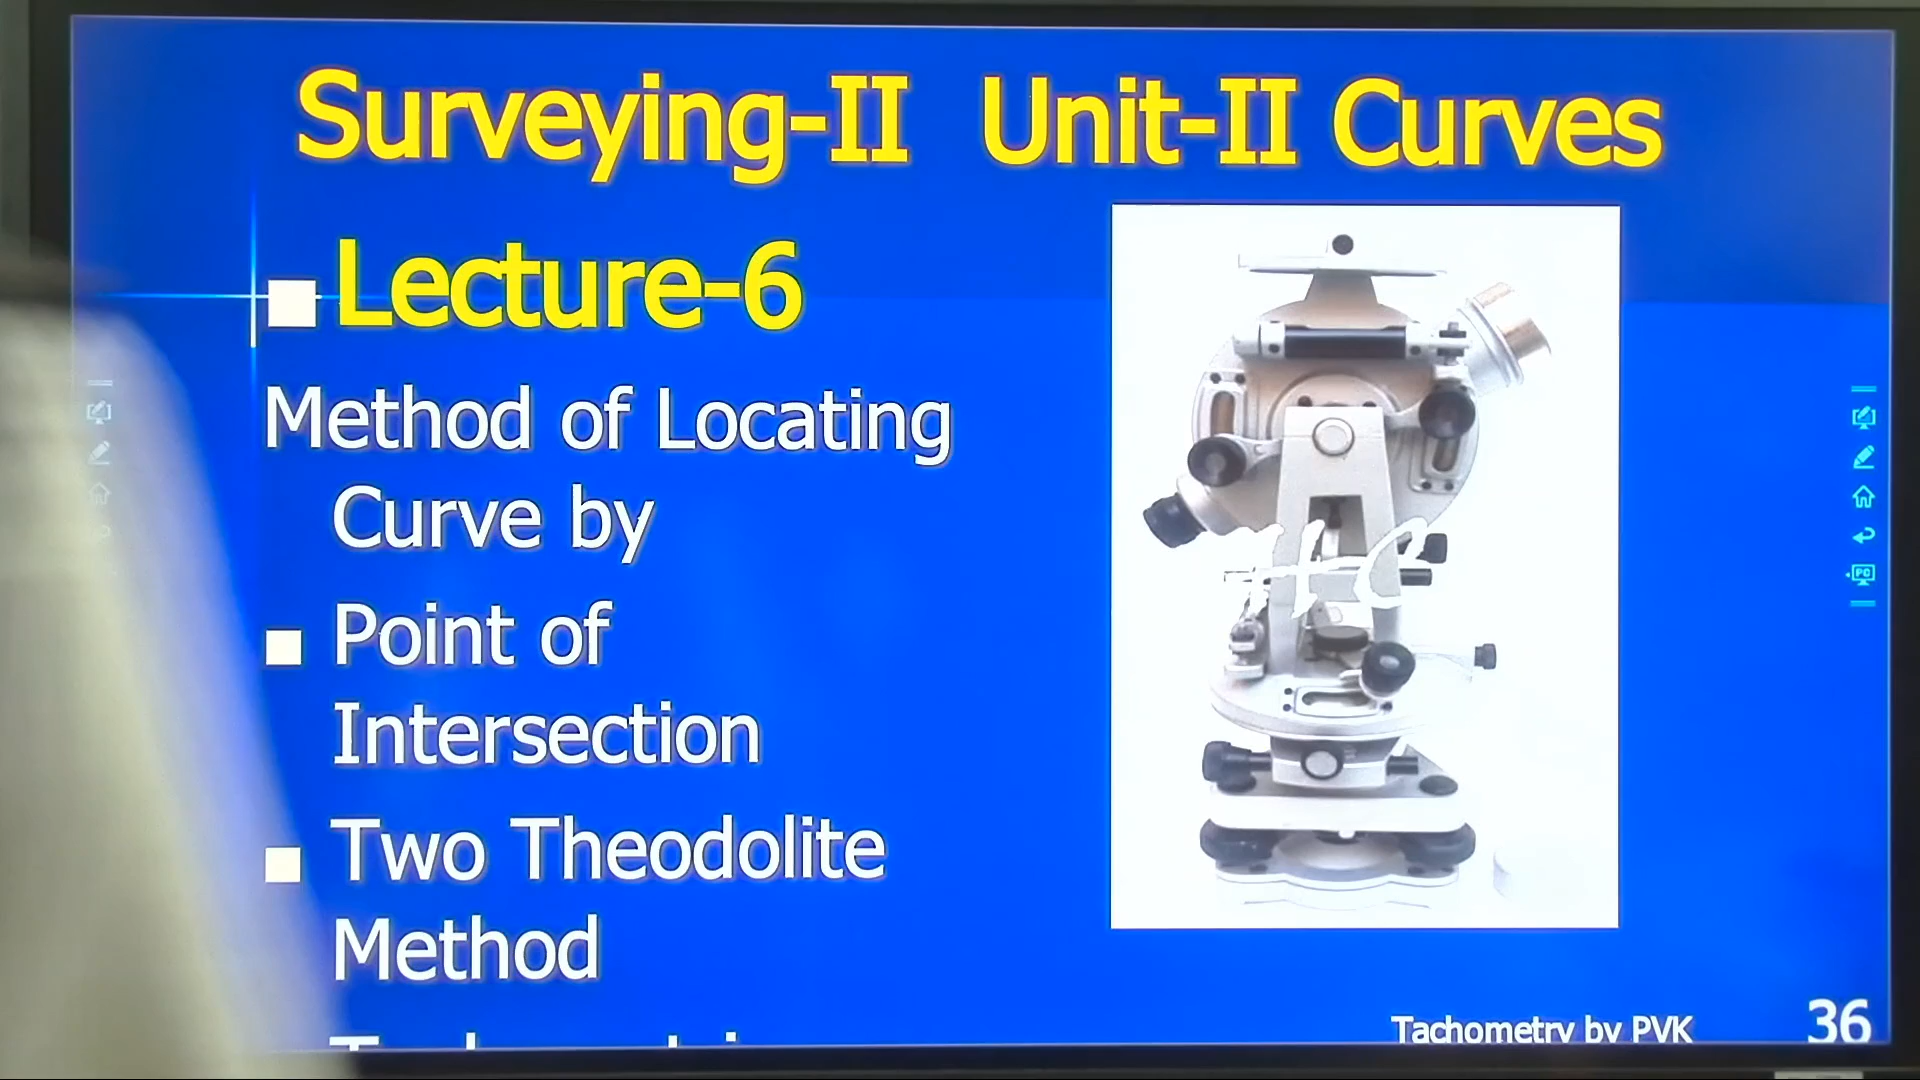 Surveying-II Unit-II Curves
■ Lecture-6
Method of Locating
Curve by
■ Point of
Intersection
■ Two Theodolite
Method
Tachometry by PVK
36
PC